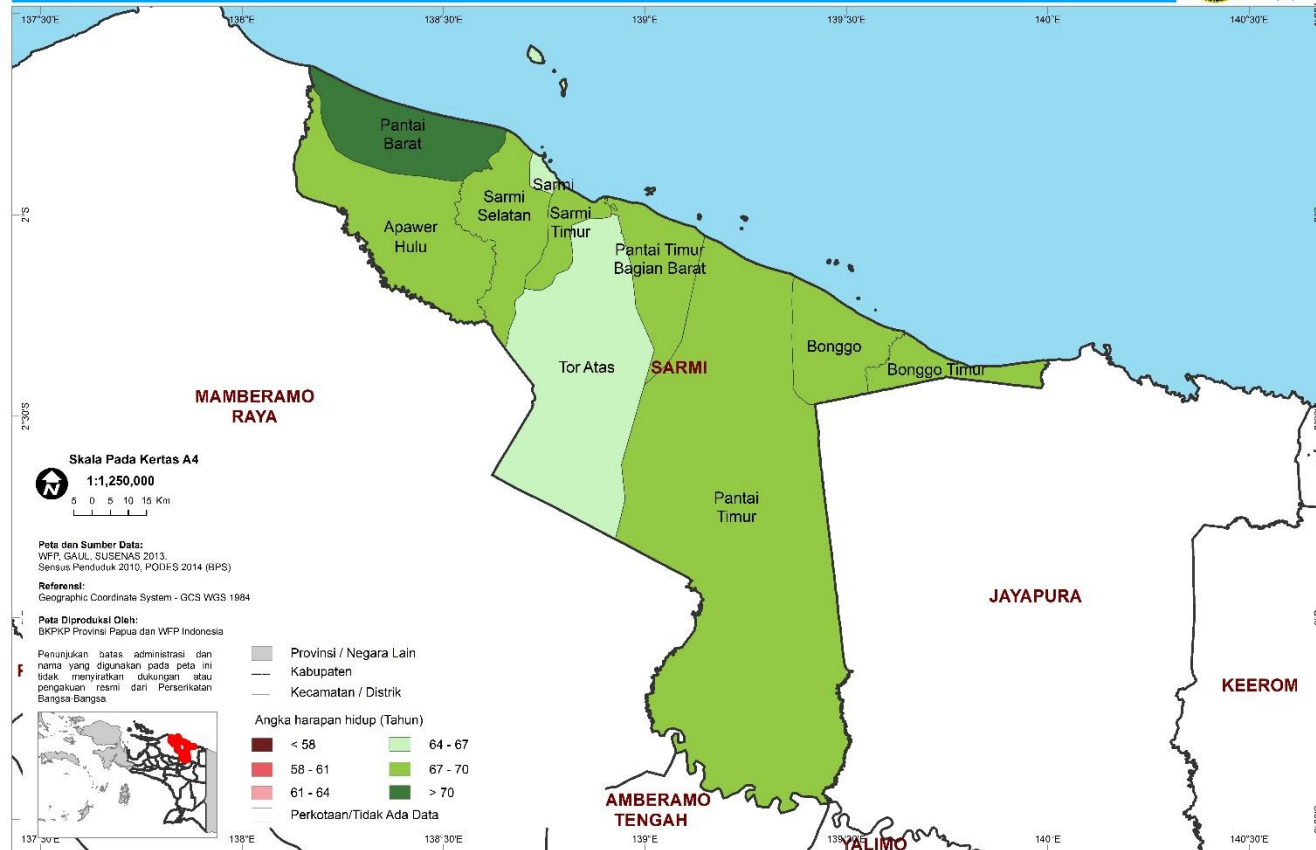 137°30'E 138°E 138°30'E 139°E 139°30'E 140°E 140°30'E
Pantai
Barat
Sarmi
2°S
Sarmi
Selatan
Sarmi
Timur
Apawer
Hulu
Pantai Timur
Bagian Barat
Bonggo
Tor Atas
SARMI
Bonggo Timur
MAMBERAMO
RAYA
2°30'S
Skala Pada Kertas A4
N
1:1,250,000
5 0 5 10 15 Km
Pantai
Timur
Peta dan Sumber Data:
WFP, GAUL, SUSENAS 2013,
Sensus Penduduk 2010, PODES 2014 (BPS)
Referensi:
Geographic Coordinate System - GCS WGS 1984
JAYAPURA
Peta Diproduksi Oleh:
BKPKP Provinsi Papua dan WFP Indonesia
Penunjukan batas administrasi dan
nama yang digunakan pada peta ini
tidak menyiratkan dukungan atau
pengakuan resmi dari Perserikatan
Bangsa-Bangsa
Provinsi / Negara Lain
Kabupaten
Kecamatan / Distrik
KEEROM
Angka harapan hidup (Tahun)
< 58 64 - 67
58 - 61 67 - 70
61 - 64 > 70
Perkotaan/Tidak Ada Data
AMBERAMO
TENGAH
YALIMO
137°30'E 138°E 138°30'E 139°E 139°30'E 140°E 140°30'E